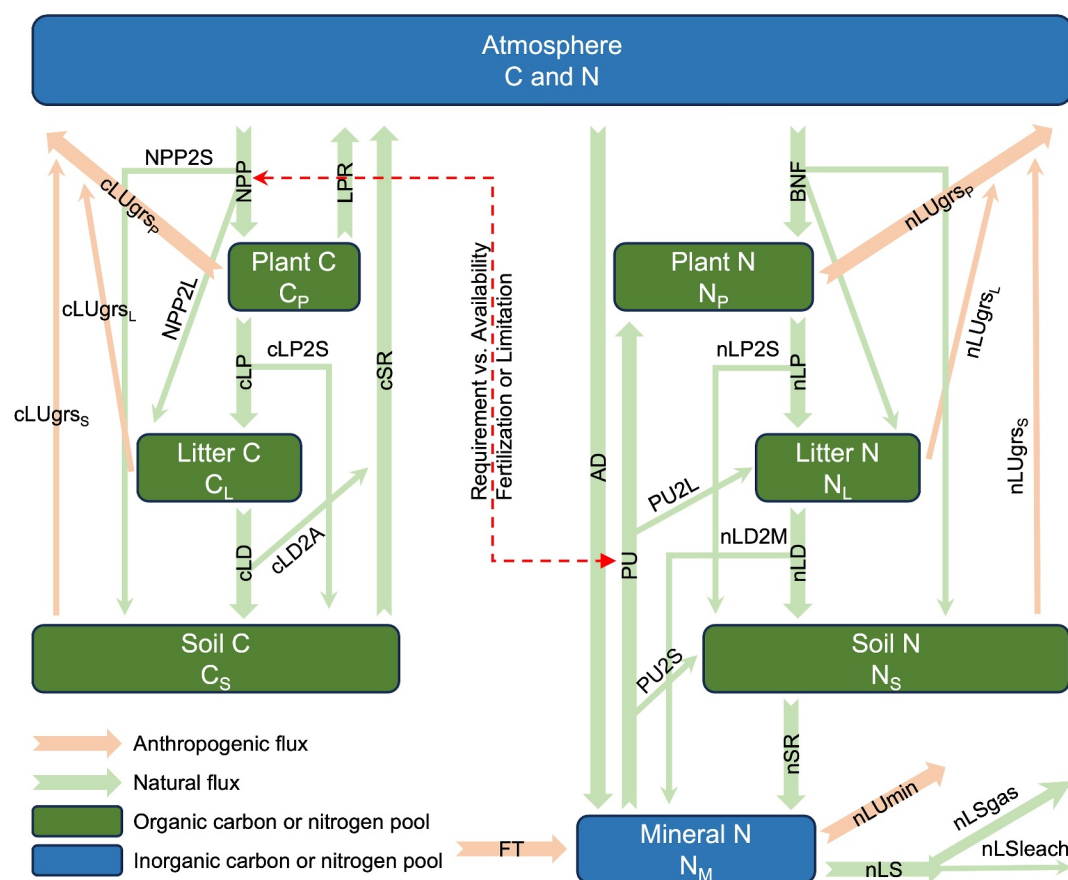 Atmosphere
C and N
NPP2S
NPP
LPR
BNF
cLUgrsP
nLUgrsP
Plant C
CP
Plant N
NP
NPP2L
cLUgrsL
nLUgrsL
Requirement vs. Availability
Fertilization or Limitation
cLP
cLP2S
cSR
nLP2S
nLP
cLUgrsS
nLUgrsS
Litter C
CL
Litter N
NL
AD
PU2L
cLD
cLD2A
PU
nLD2M
nLD
Soil C
CS
Soil N
NS
PU2S
Anthropogenic flux
Natural flux
Organic carbon or nitrogen pool
Inorganic carbon or nitrogen pool
nSR
FT
Mineral N
NM
nLUmin
nLS
nLSgas
nLSleach